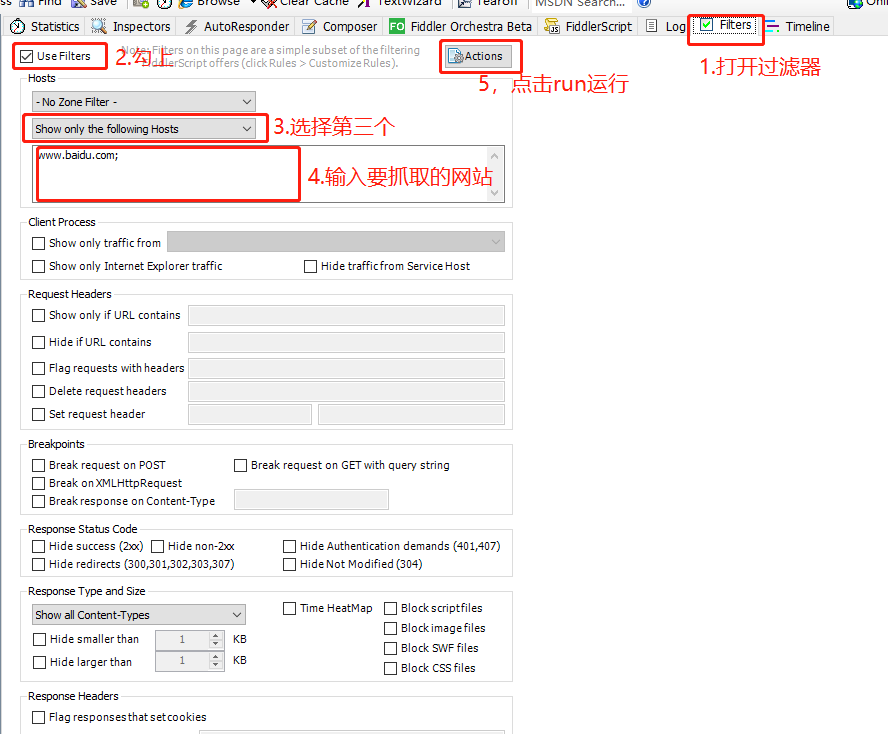 Find Save Browse Clear Cache TextWizard Tearoff MSDN Search... Online
Statistics Inspectors AutoResponder Composer FO Fiddler Orchestra Beta FiddlerScript Log Filters Timeline
Use Filters
2.勾上
Note: Filters on this page are a simple subset of the filtering
FiddlerScript offers (click Rules > Customize Rules).
Actions
1.打开过滤器
5，点击run运行
Hosts
- No Zone Filter -
Show only the following Hosts
3.选择第三个
www.baidu.com;
4.输入要抓取的网站
Client Process
Show only traffic from
Show only Internet Explorer traffic Hide traffic from Service Host
Request Headers
Show only if URL contains
Hide if URL contains
Flag requests with headers
Delete request headers
Set request header
Breakpoints
Break request on POST Break request on GET with query string
Break on XMLHttpRequest
Break response on Content-Type
Response Status Code
Hide success (2xx) Hide non-2xx Hide Authentication demands (401,407)
Hide redirects (300,301,302,303,307) Hide Not Modified (304)
Response Type and Size
Show all Content-Types Time HeatMap Block script files
Block image files
Hide smaller than 1 KB
Block SWF files
Hide larger than 1 KB
Block CSS files
Response Headers
Flag responses that set cookies